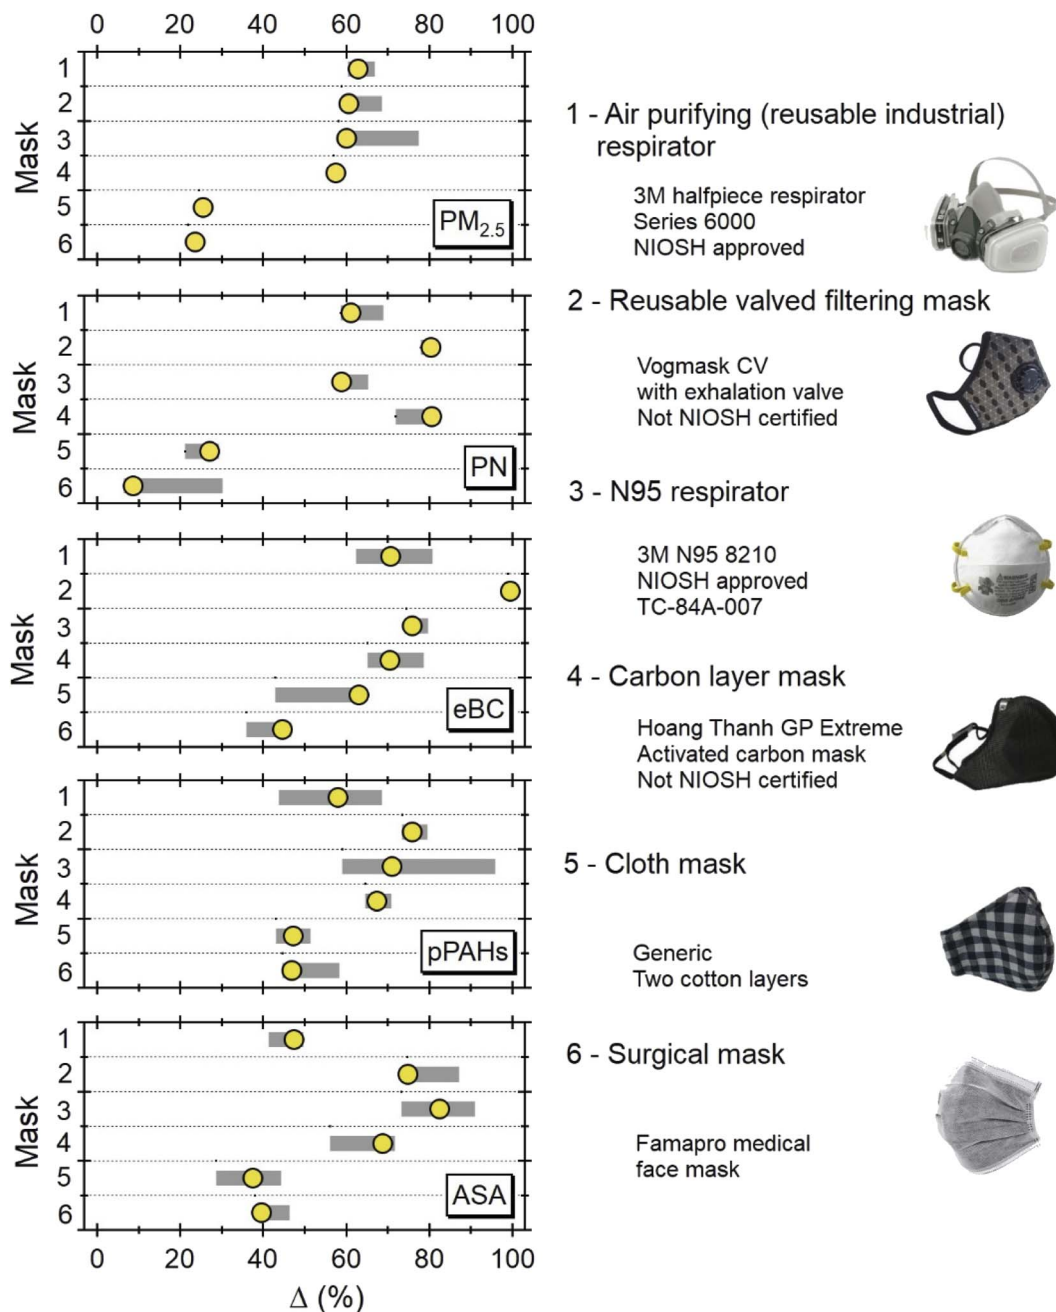 0 20 40 60 80 100
Mask
1
2
3
4
5
6
PM2.5
Mask
1
2
3
4
5
6
PN
Mask
1
2
3
4
5
6
eBC
Mask
1
2
3
4
5
6
pPAHs
Mask
1
2
3
4
5
6
ASA
0 20 40 60 80 100
Δ (%)
1 - Air purifying (reusable industrial)
respirator
3M halfpiece respirator
Series 6000
NIOSH approved
2 - Reusable valved filtering mask
Vogmask CV
with exhalation valve
Not NIOSH certified
3 - N95 respirator
3M N95 8210
NIOSH approved
TC-84A-007
4 - Carbon layer mask
Hoang Thanh GP Extreme
Activated carbon mask
Not NIOSH certified
5 - Cloth mask
Generic
Two cotton layers
6 - Surgical mask
Famapro medical
face mask